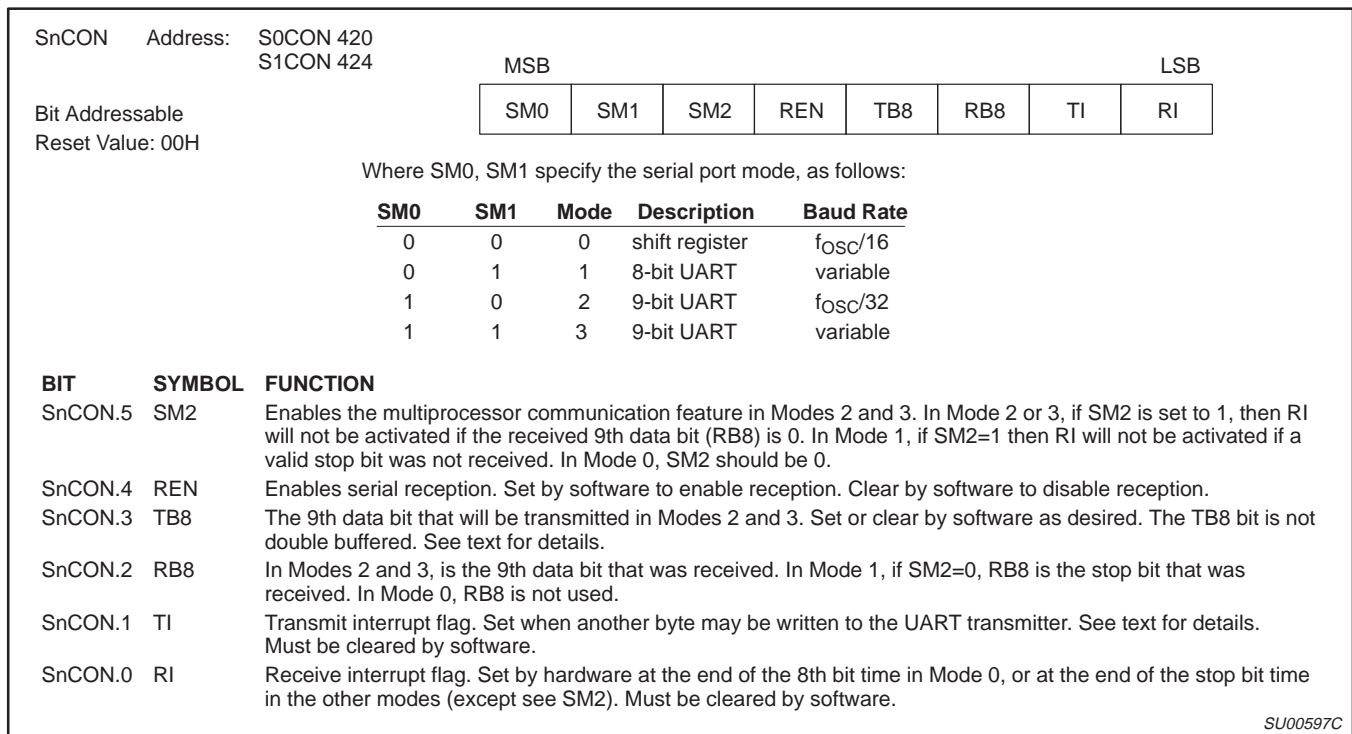 SnCON Address: S0CON 420
S1CON 424
MSB LSB
Bit Addressable
Reset Value: 00H
SM0 SM1 SM2 REN TB8 RB8 TI RI
Where SM0, SM1 specify the serial port mode, as follows:
SM0 SM1 Mode Description Baud Rate
0 0 0 shift register fOSC/16
0 1 1 8-bit UART variable
1 0 2 9-bit UART fOSC/32
1 1 3 9-bit UART variable
BIT SYMBOL FUNCTION
SnCON.5 SM2 Enables the multiprocessor communication feature in Modes 2 and 3. In Mode 2 or 3, if SM2 is set to 1, then RI
will not be activated if the received 9th data bit (RB8) is 0. In Mode 1, if SM2=1 then RI will not be activated if a
valid stop bit was not received. In Mode 0, SM2 should be 0.
SnCON.4 REN Enables serial reception. Set by software to enable reception. Clear by software to disable reception.
SnCON.3 TB8 The 9th data bit that will be transmitted in Modes 2 and 3. Set or clear by software as desired. The TB8 bit is not
double buffered. See text for details.
SnCON.2 RB8 In Modes 2 and 3, is the 9th data bit that was received. In Mode 1, if SM2=0, RB8 is the stop bit that was
received. In Mode 0, RB8 is not used.
SnCON.1 TI Transmit interrupt flag. Set when another byte may be written to the UART transmitter. See text for details.
Must be cleared by software.
SnCON.0 RI Receive interrupt flag. Set by hardware at the end of the 8th bit time in Mode 0, or at the end of the stop bit time
in the other modes (except see SM2). Must be cleared by software.
SU00597C